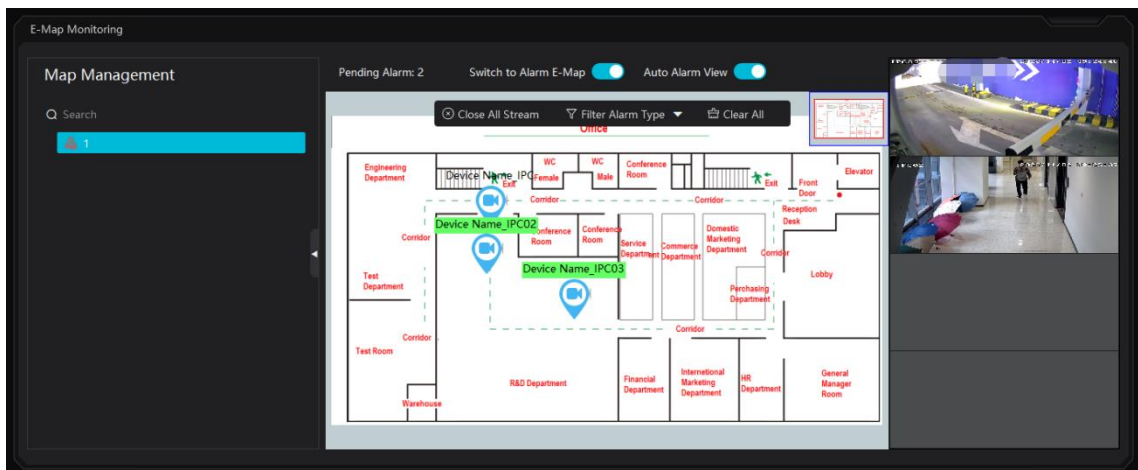 E-Map Monitoring
Map Management
Search
1
Pending Alarm: 2
Switch to Alarm E-Map
Auto Alarm View
Close All Stream
Filter Alarm Type
Clear All
Office
Engineering
Department
Device Name_IPC
Exit
WC
Female
WC
Male
Conference
Room
Exit
Front
Door
Elevator
Corridor
Corridor
Reception
Desk
Device Name_IPC02
Corridor
Conference
Room
Service
Department
Commerce
Department
Domestic
Marketing
Department
Corridor
Device Name_IPC03
Test
Department
Lobby
Perchasing
Department
Corridor
Corridor
Test Room
R&D Department
Financial
Department
International
Marketing
Department
HR
Department
General
Manager
Room
Warehouse
IPC02